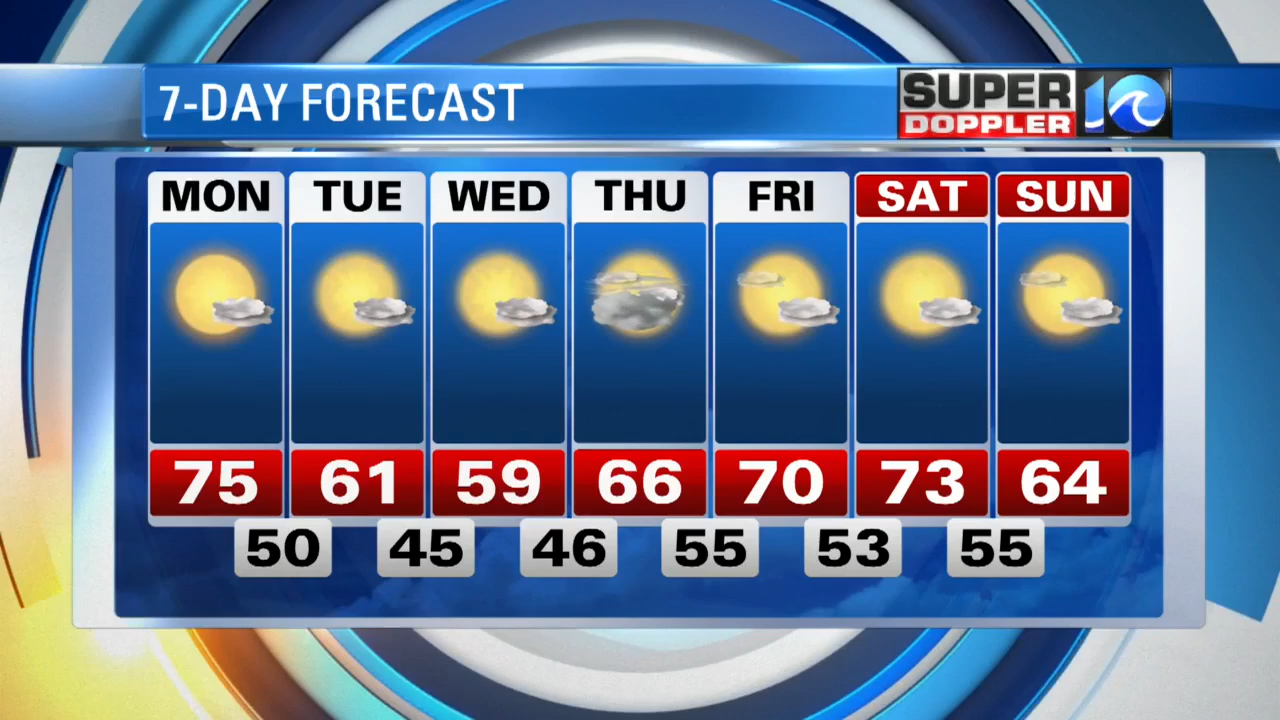 7-DAY FORECAST
SUPER
DOPPLER 10
MON TUE WED THU FRI SAT SUN
75 61 59 66 70 73 64
50 45 46 55 53 55